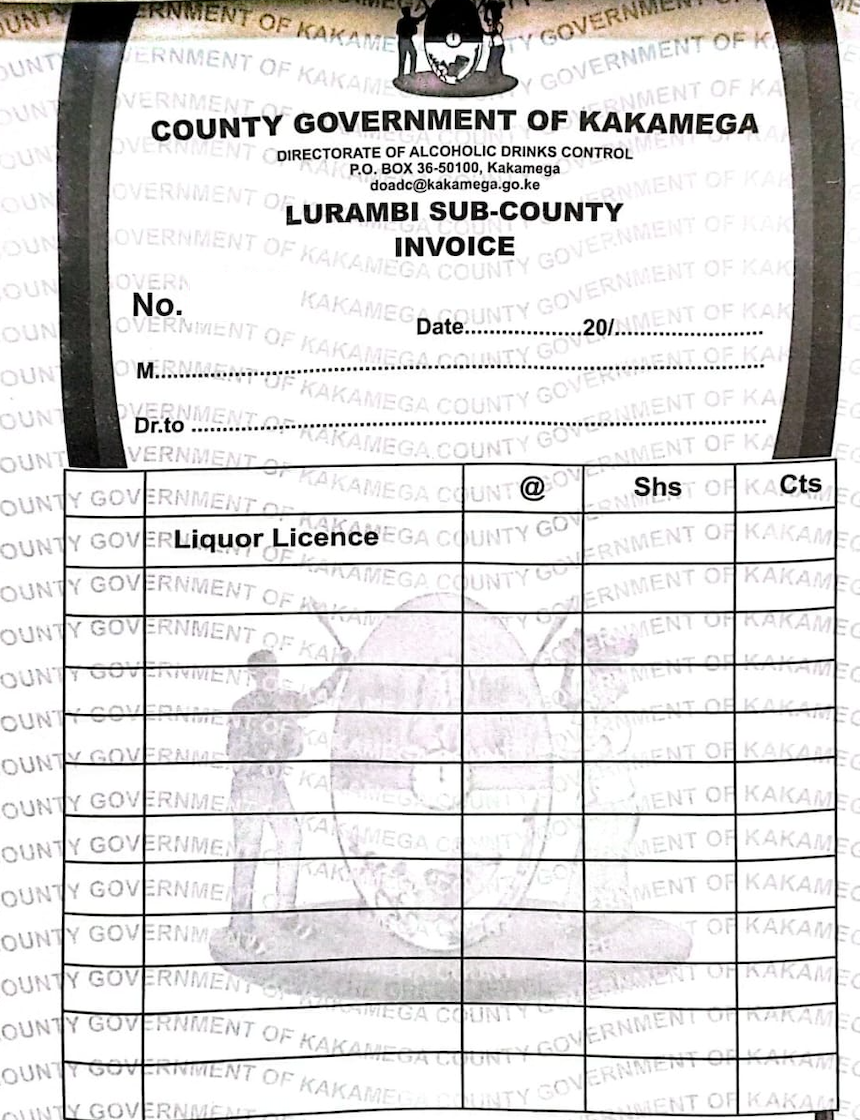 COUNTY GOVERNMENT OF KAKAMEGA
DIRECTORATE OF ALCOHOLIC DRINKS CONTROL
P.O. BOX 36-50100, Kakamega
doadc@kakamega.go.ke
LURAMBI SUB-COUNTY
INVOICE
No.
Date..................20/.......................
M...............................................................................................
Dr.to .........................................................................................
@ Shs Cts
Liquor Licence